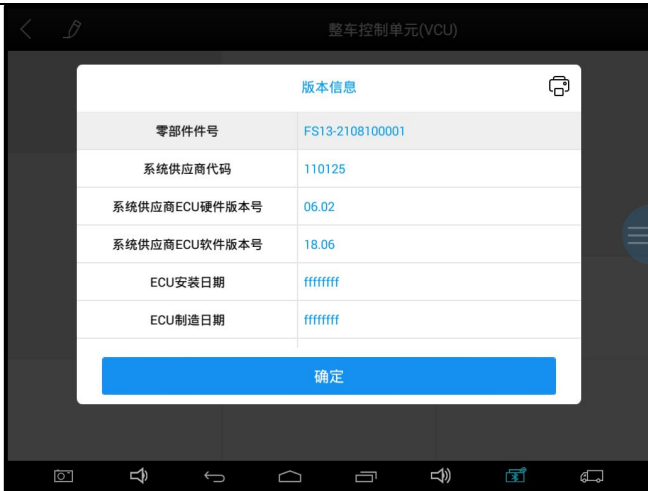 整车控制单元(VCU)
版本信息
零部件件号 FS13-2108100001
系统供应商代码 110125
系统供应商ECU硬件版本号 06.02
系统供应商ECU软件版本号 18.06
ECU安装日期 ffffffff
ECU制造日期 ffffffff
确定